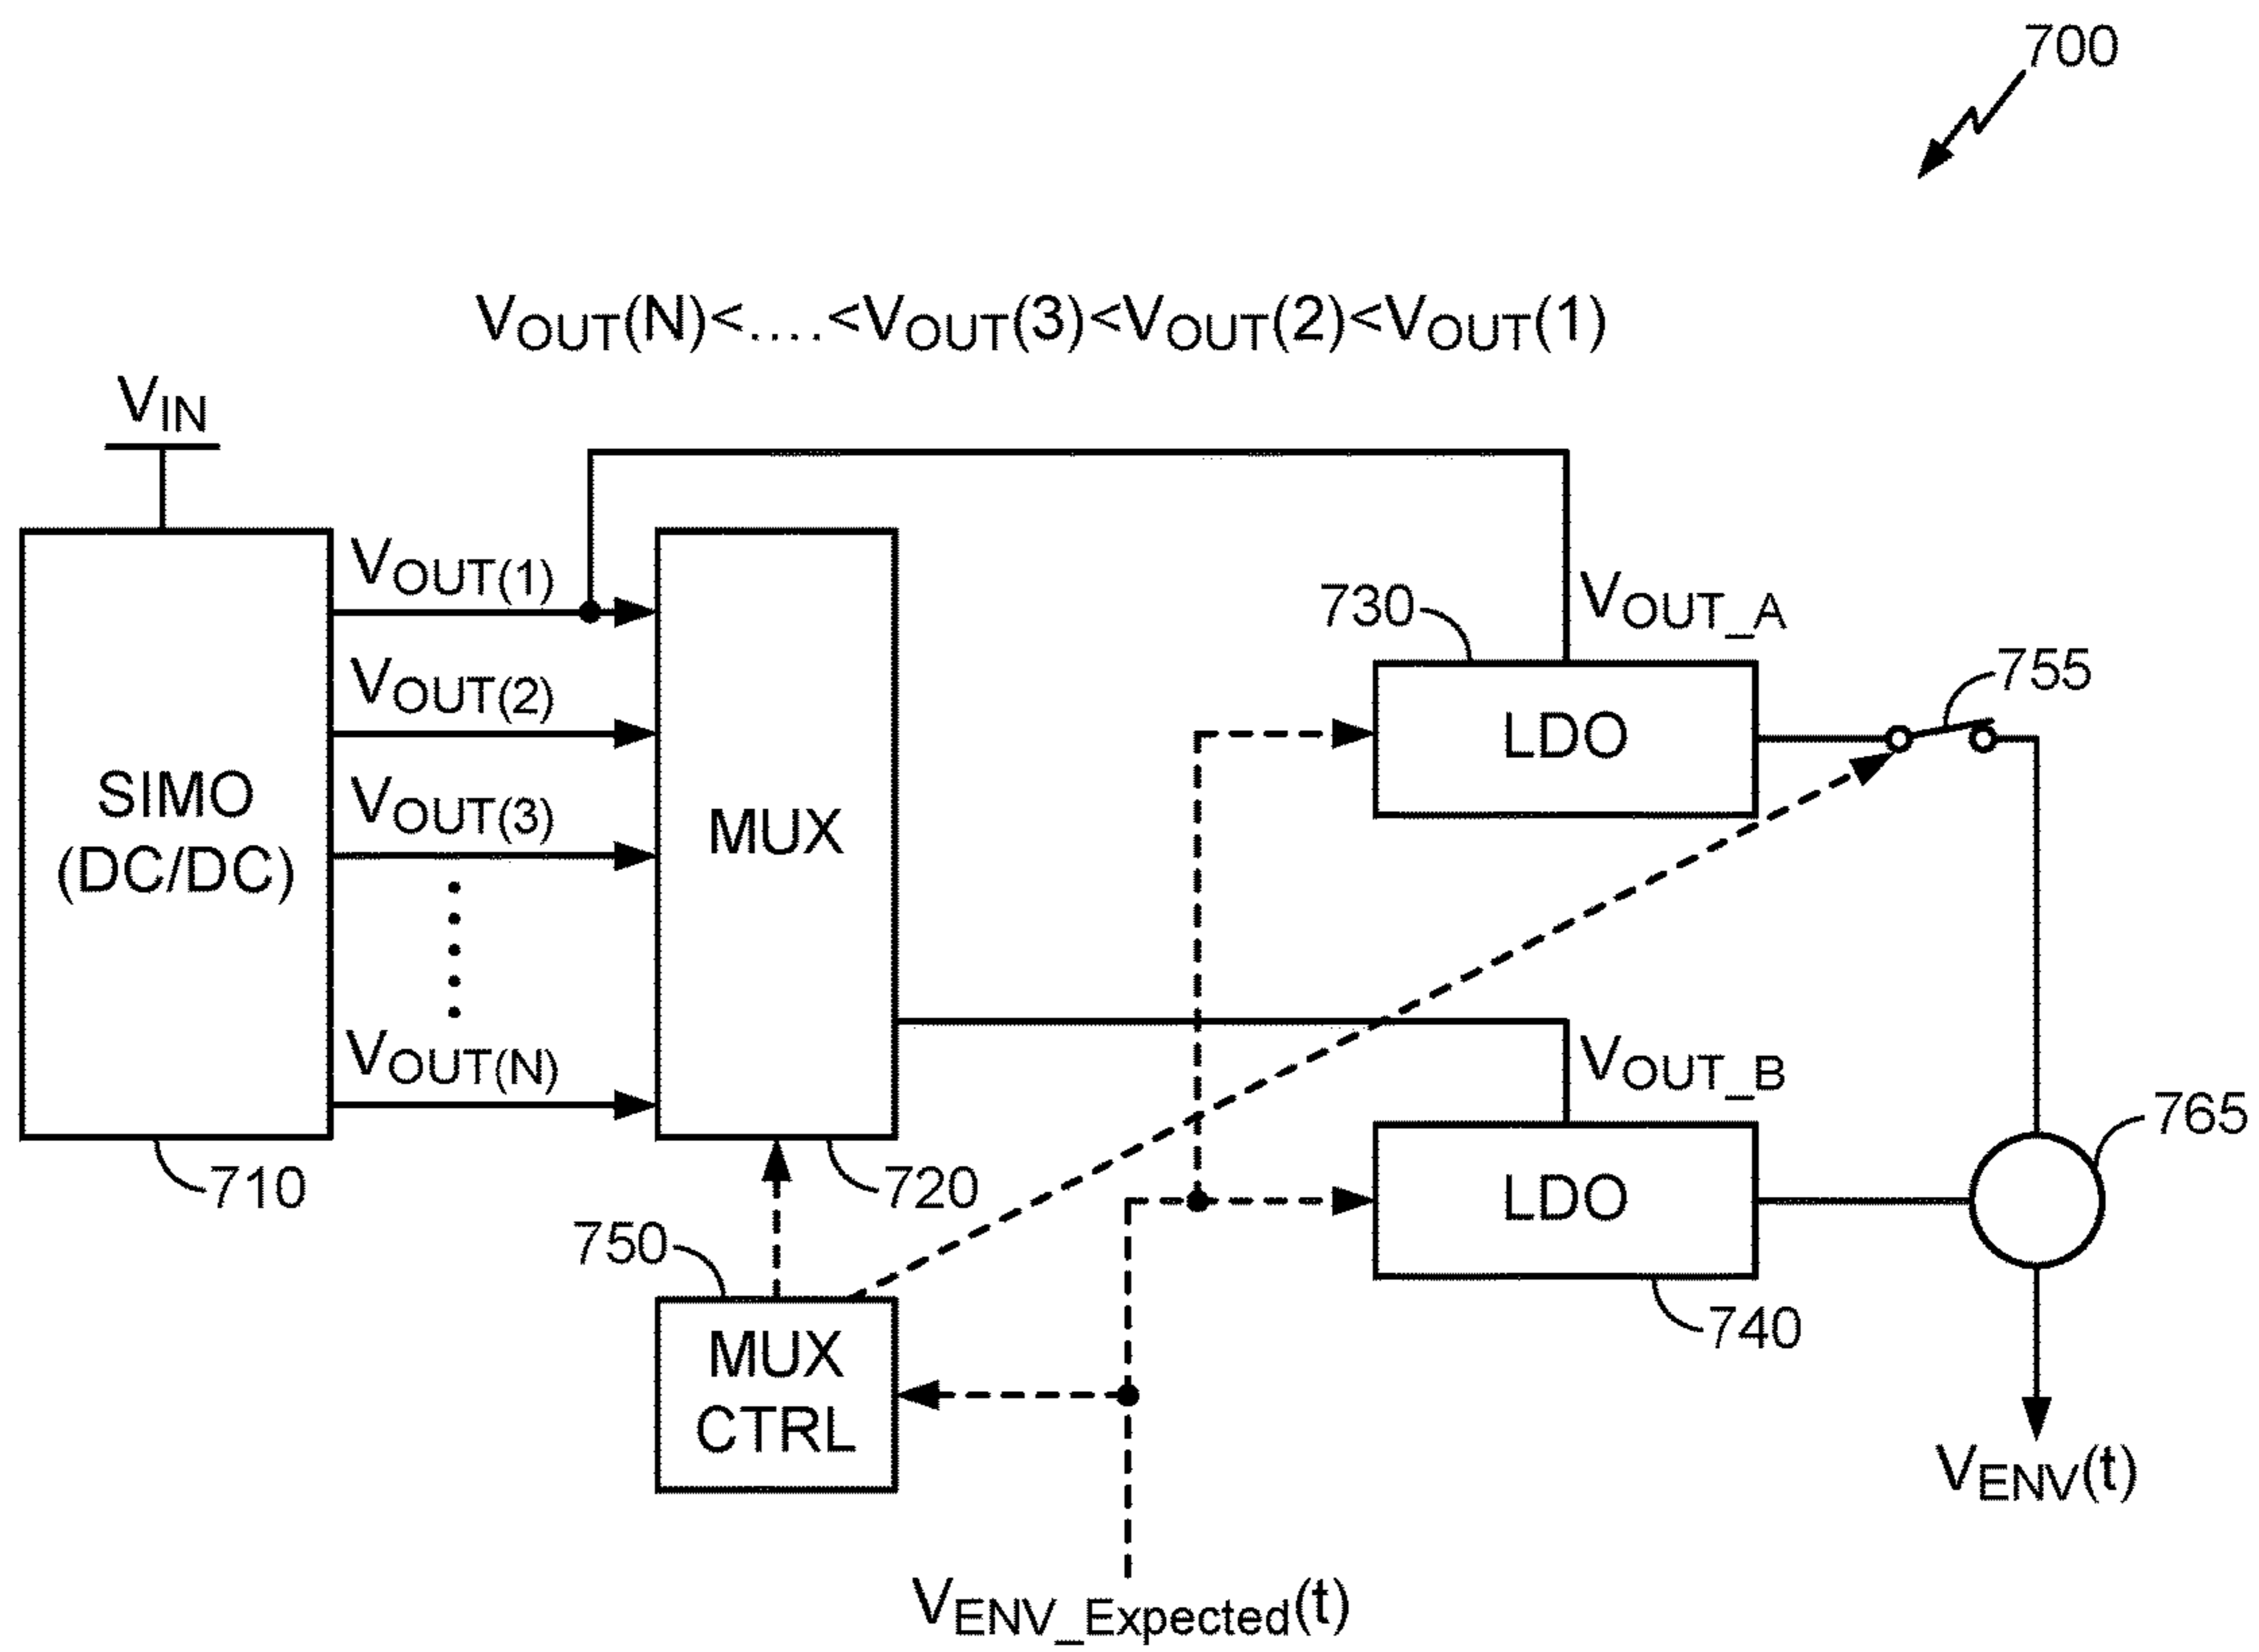 700
VOUT(N)<....<VOUT(3)<VOUT(2)<VOUT(1)
VIN
SIMO
(DC/DC)
710
VOUT(1)
VOUT(2)
VOUT(3)
VOUT(N)
MUX
720
750
MUX
CTRL
730
VOUT_A
LDO
755
VOUT_B
LDO
740
765
VENV(t)
VENV_Expected(t)